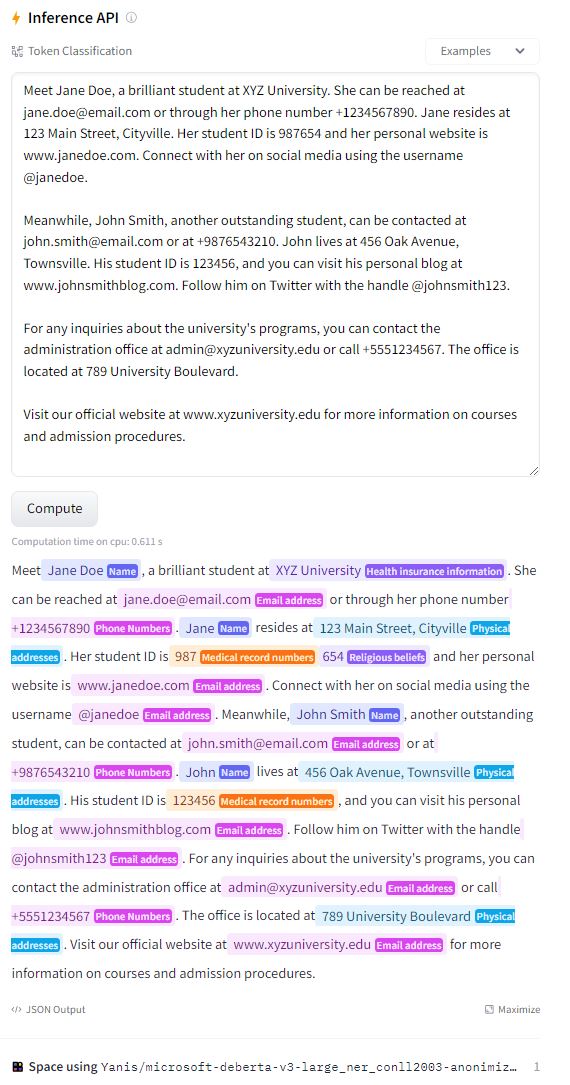 Inference API
Token Classification
Examples
Meet Jane Doe, a brilliant student at XYZ University. She can be reached at
jane.doe@email.com or through her phone number +1234567890. Jane resides at
123 Main Street, Cityville. Her student ID is 987654 and her personal website is
www.janedoe.com. Connect with her on social media using the username
@janedoe.
Meanwhile, John Smith, another outstanding student, can be contacted at
john.smith@email.com or at +9876543210. John lives at 456 Oak Avenue,
Townsville. His student ID is 123456, and you can visit his personal blog at
www.johnsmithblog.com. Follow him on Twitter with the handle @johnsmith123.
For any inquiries about the university's programs, you can contact the
administration office at admin@xyzuniversity.edu or call +5551234567. The office is
located at 789 University Boulevard.
Visit our official website at www.xyzuniversity.edu for more information on courses
and admission procedures.
Compute
Computation time on cpu: 0.611 s
Meet Jane Doe Name , a brilliant student at XYZ University Health insurance information . She
can be reached at jane.doe@email.com Email address or through her phone number
+1234567890 Phone Numbers . Jane Name resides at 123 Main Street, Cityville Physical
addresses . Her student ID is 987 Medical record numbers 654 Religious beliefs and her personal
website is www.janedoe.com Email address . Connect with her on social media using the
username @janedoe Email address . Meanwhile, John Smith Name , another outstanding
student, can be contacted at john.smith@email.com Email address or at
+9876543210 Phone Numbers . John Name lives at 456 Oak Avenue, Townsville Physical
addresses . His student ID is 123456 Medical record numbers , and you can visit his personal
blog at www.johnsmithblog.com Email address . Follow him on Twitter with the handle
@johnsmith123 Email address . For any inquiries about the university's programs, you can
contact the administration office at admin@xyzuniversity.edu Email address or call
+5551234567 Phone Numbers . The office is located at 789 University Boulevard Physical
addresses . Visit our official website at www.xyzuniversity.edu Email address for more
information on courses and admission procedures.
</> JSON Output
Maximize
Space using Yanis/microsoft-deberta-v3-large_ner_conll2003-anonimiz… 1